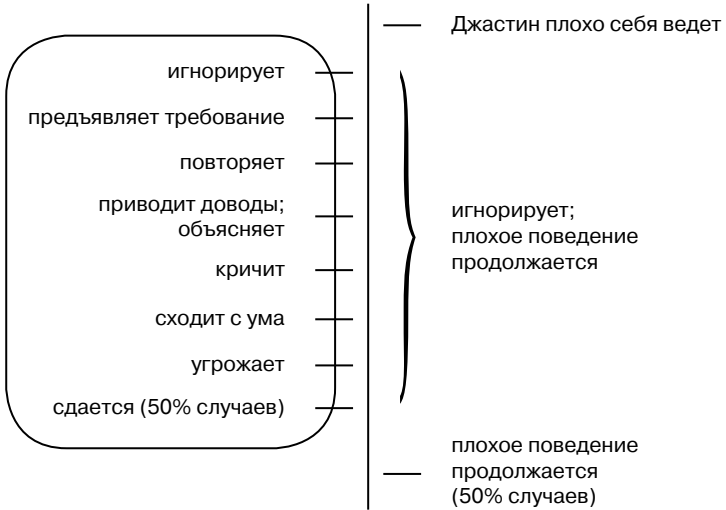 Джастин плохо себя ведет
игнорирует
предъявляет требование
повторяет
приводит доводы;
объясняет
кричит
сходит с ума
угрожает
сдается (50% случаев)
игнорирует;
плохое поведение
продолжается
плохое поведение
продолжается
(50% случаев)